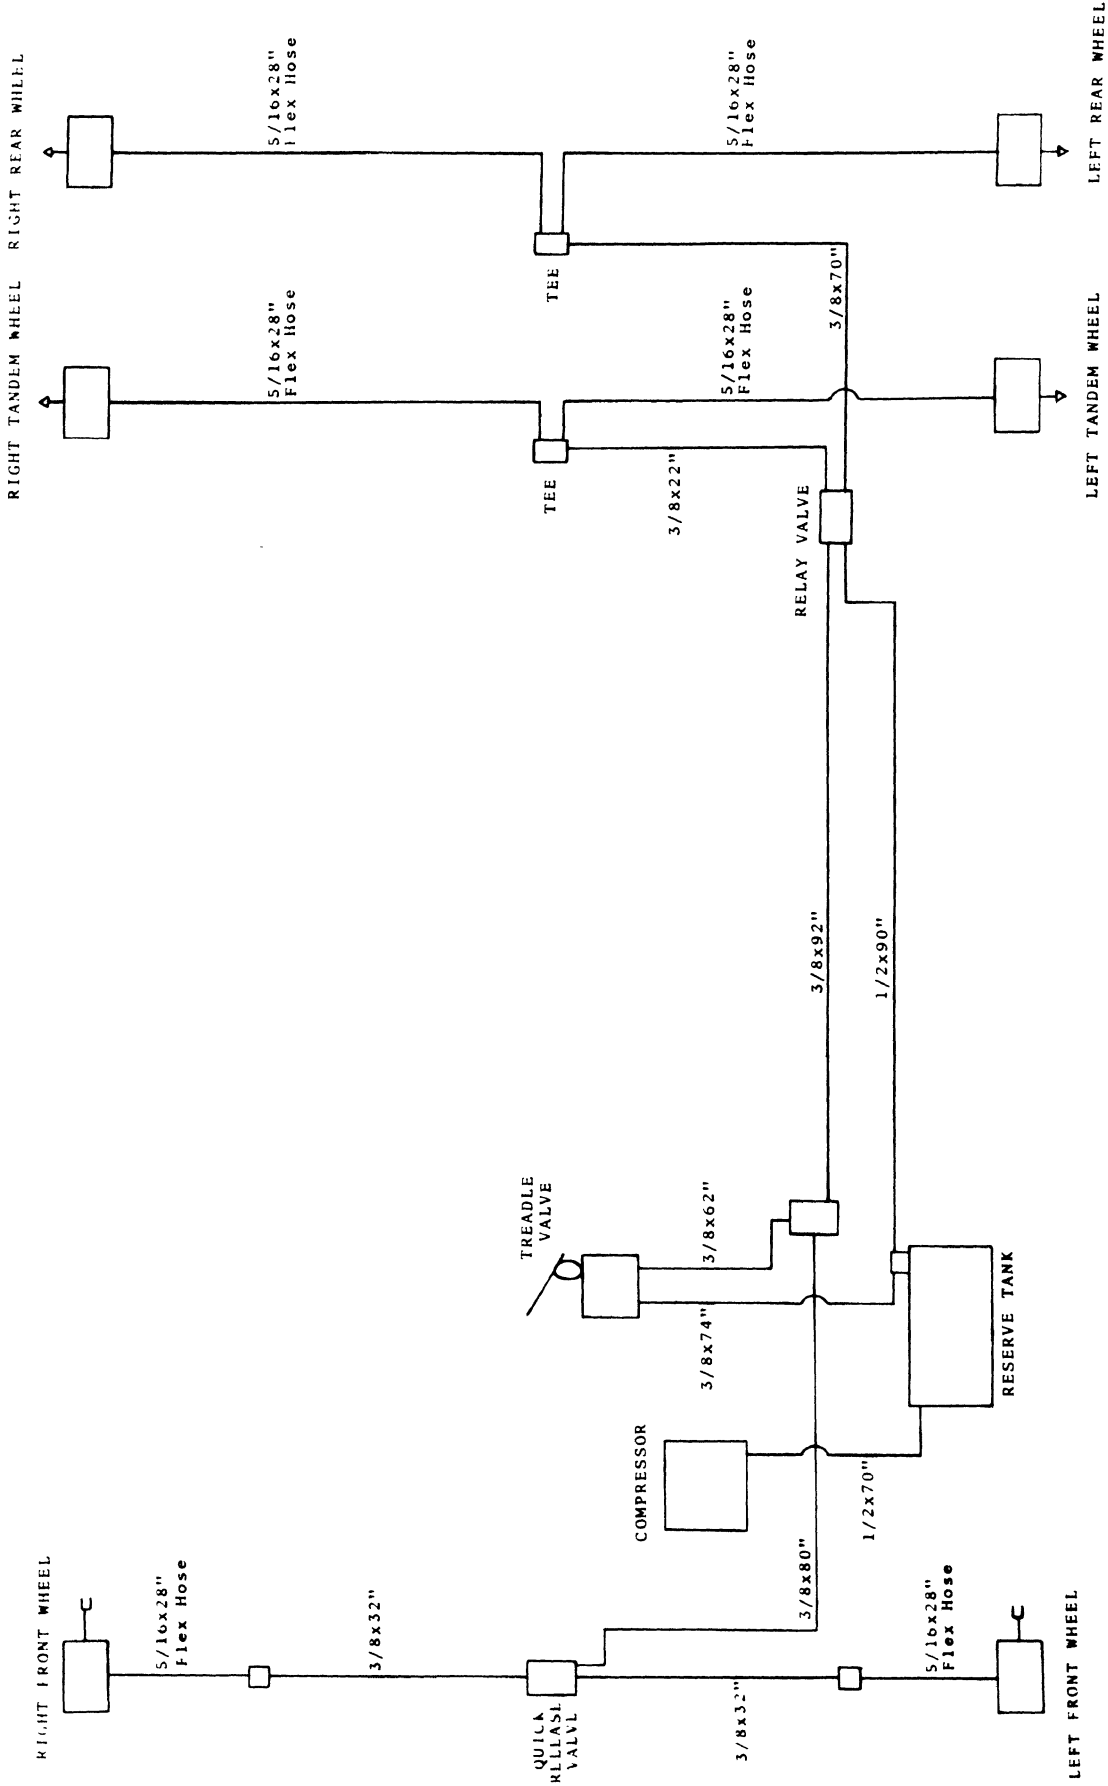 RIGHT FRONT WHEEL
RIGHT TANDEM WHEEL
RIGHT REAR WHEEL
5/16x28"
Flex Hose
5/16x28"
Flex Hose
5/16x28"
Flex Hose
3/8x32"
QUICK
RELEASE
VALVE
TREADLE
VALVE
TEE
TEE
COMPRESSOR
3/8x74"
3/8x62"
3/8x22"
5/16x28"
Flex Hose
5/16x28"
Flex Hose
3/8x32"
3/8x80"
3/8x92"
RELAY VALVE
3/8x70"
1/2x70"
1/2x90"
5/16x28"
Flex Hose
RESERVE TANK
LEFT FRONT WHEEL
LEFT TANDEM WHEEL
LEFT REAR WHEEL